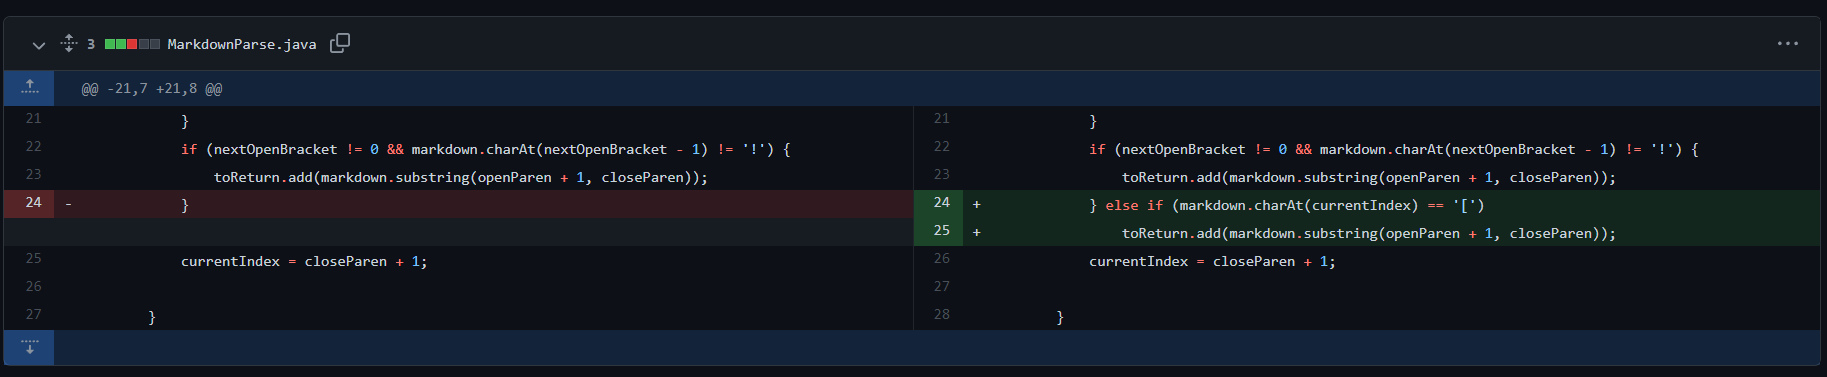 3 MarkdownParse.java ...
@@ -21,7 +21,8 @@
21 } 21 }
22 if (nextOpenBracket != 0 && markdown.charAt(nextOpenBracket - 1) != '!') { 22 if (nextOpenBracket != 0 && markdown.charAt(nextOpenBracket - 1) != '!') {
23 toReturn.add(markdown.substring(openParen + 1, closeParen)); 23 toReturn.add(markdown.substring(openParen + 1, closeParen));
24 - } 24 + } else if (markdown.charAt(currentIndex) == '[')
25 + toReturn.add(markdown.substring(openParen + 1, closeParen));
25 currentIndex = closeParen + 1; 26 currentIndex = closeParen + 1;
26 27
27 } 28 }